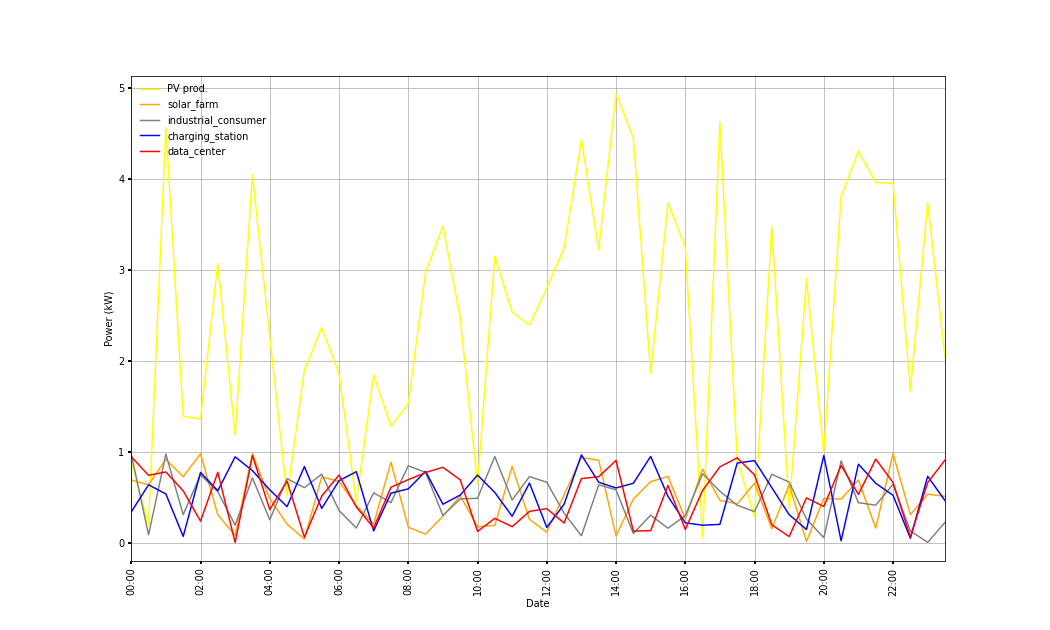 PV prod.
solar_farm
industrial_consumer
charging_station
data_center
Power (kW)
5
4
3
2
1
0
00:00
02:00
04:00
06:00
08:00
10:00
12:00
14:00
16:00
18:00
20:00
22:00
Date